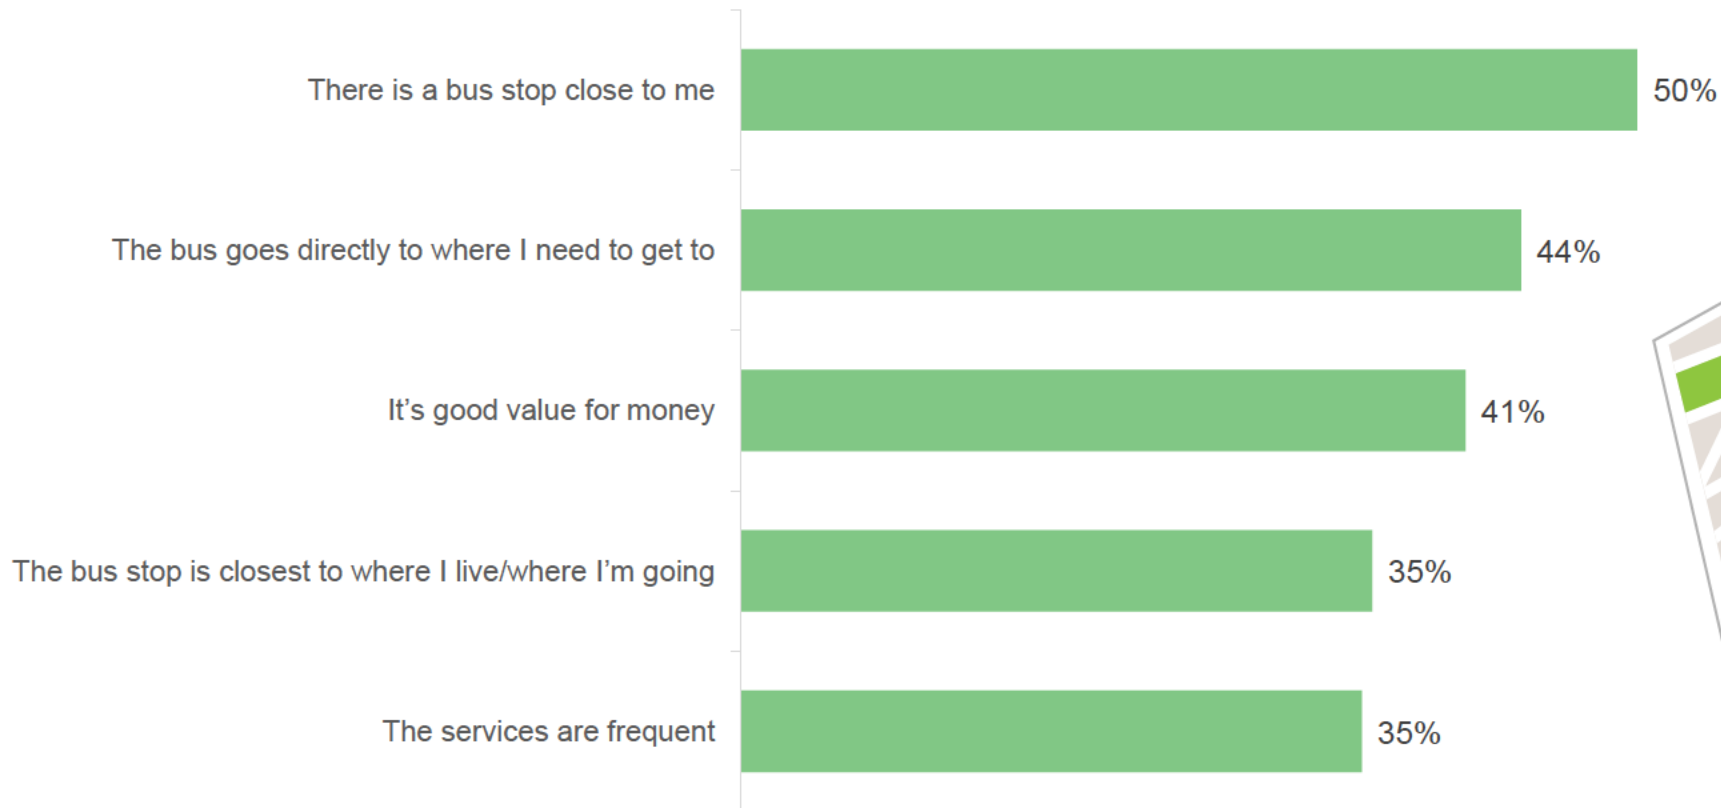 There is a bus stop close to me 50%
The bus goes directly to where I need to get to 44%
It’s good value for money 41%
The bus stop is closest to where I live/where I’m going 35%
The services are frequent 35%